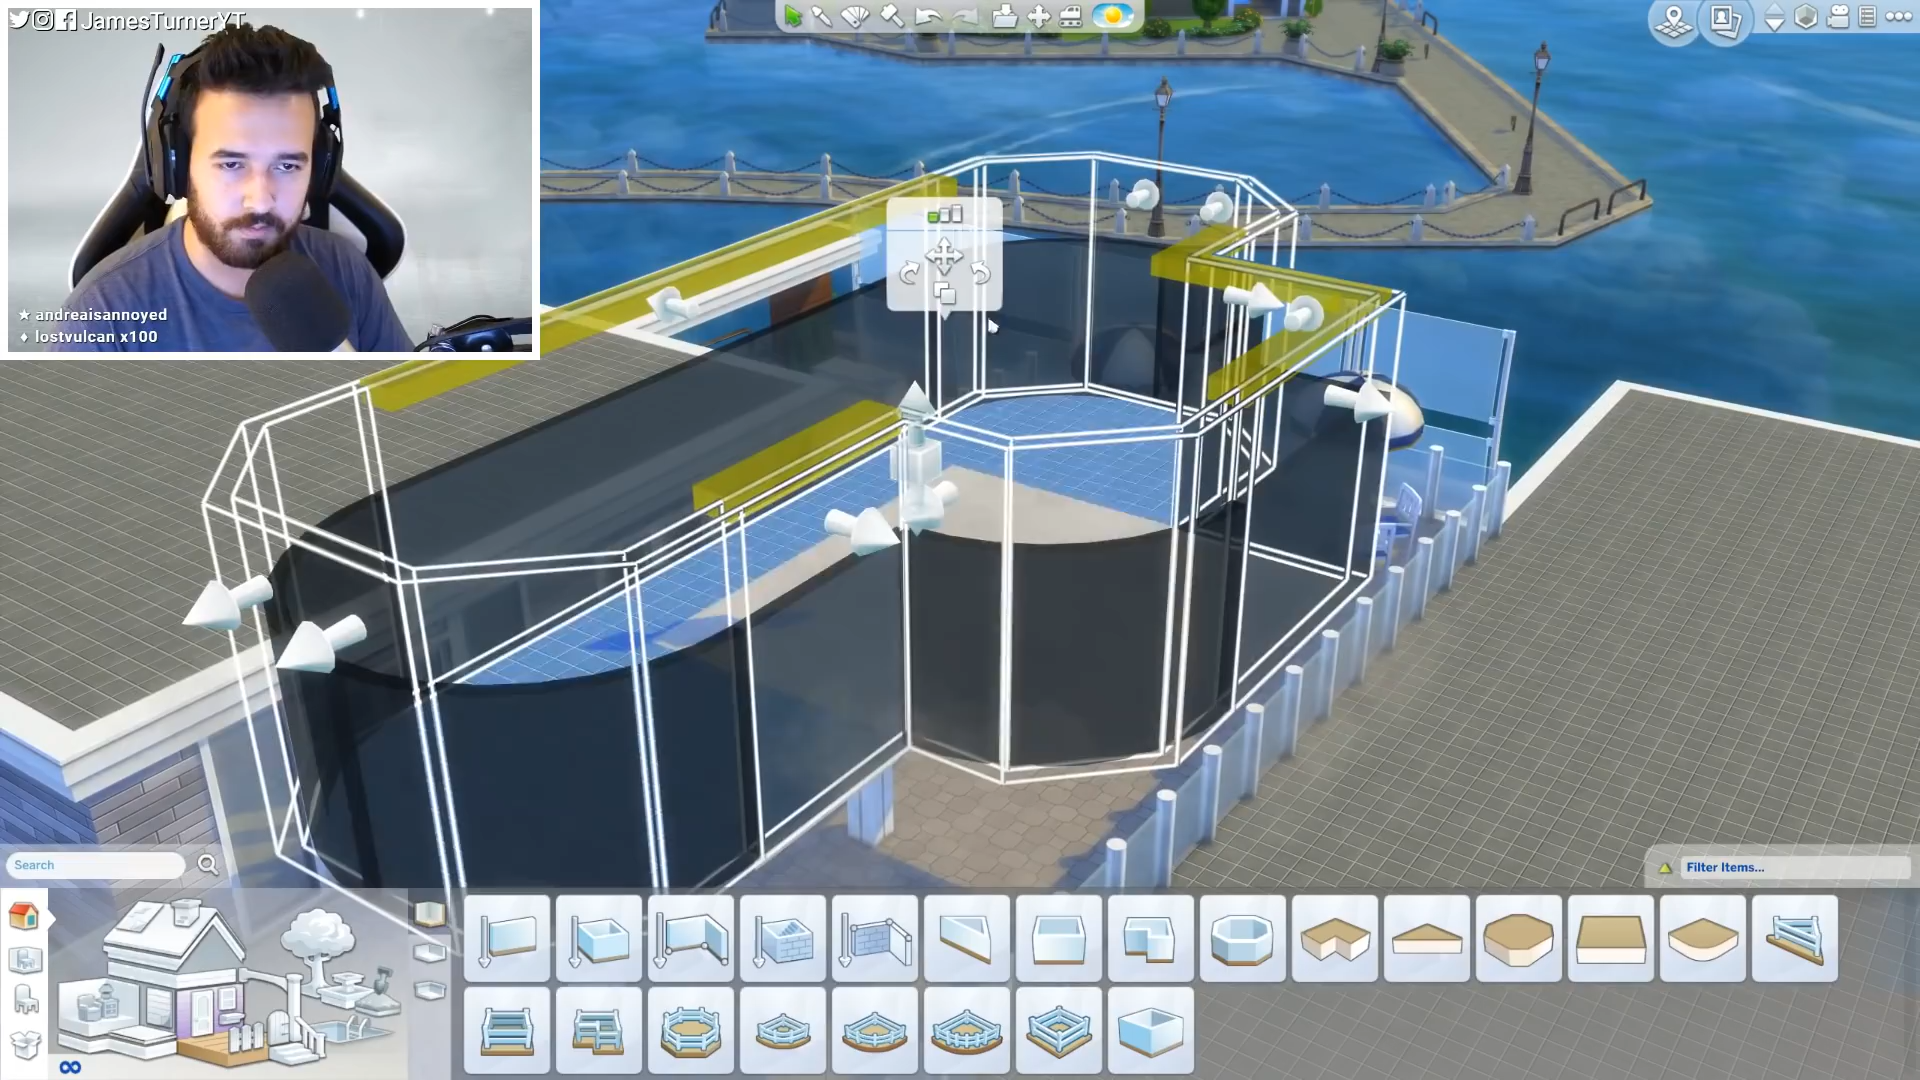 JamesTurnerYT
★ andreaisannoyed
♦ lostvulcan x100
Search
Filter Items...